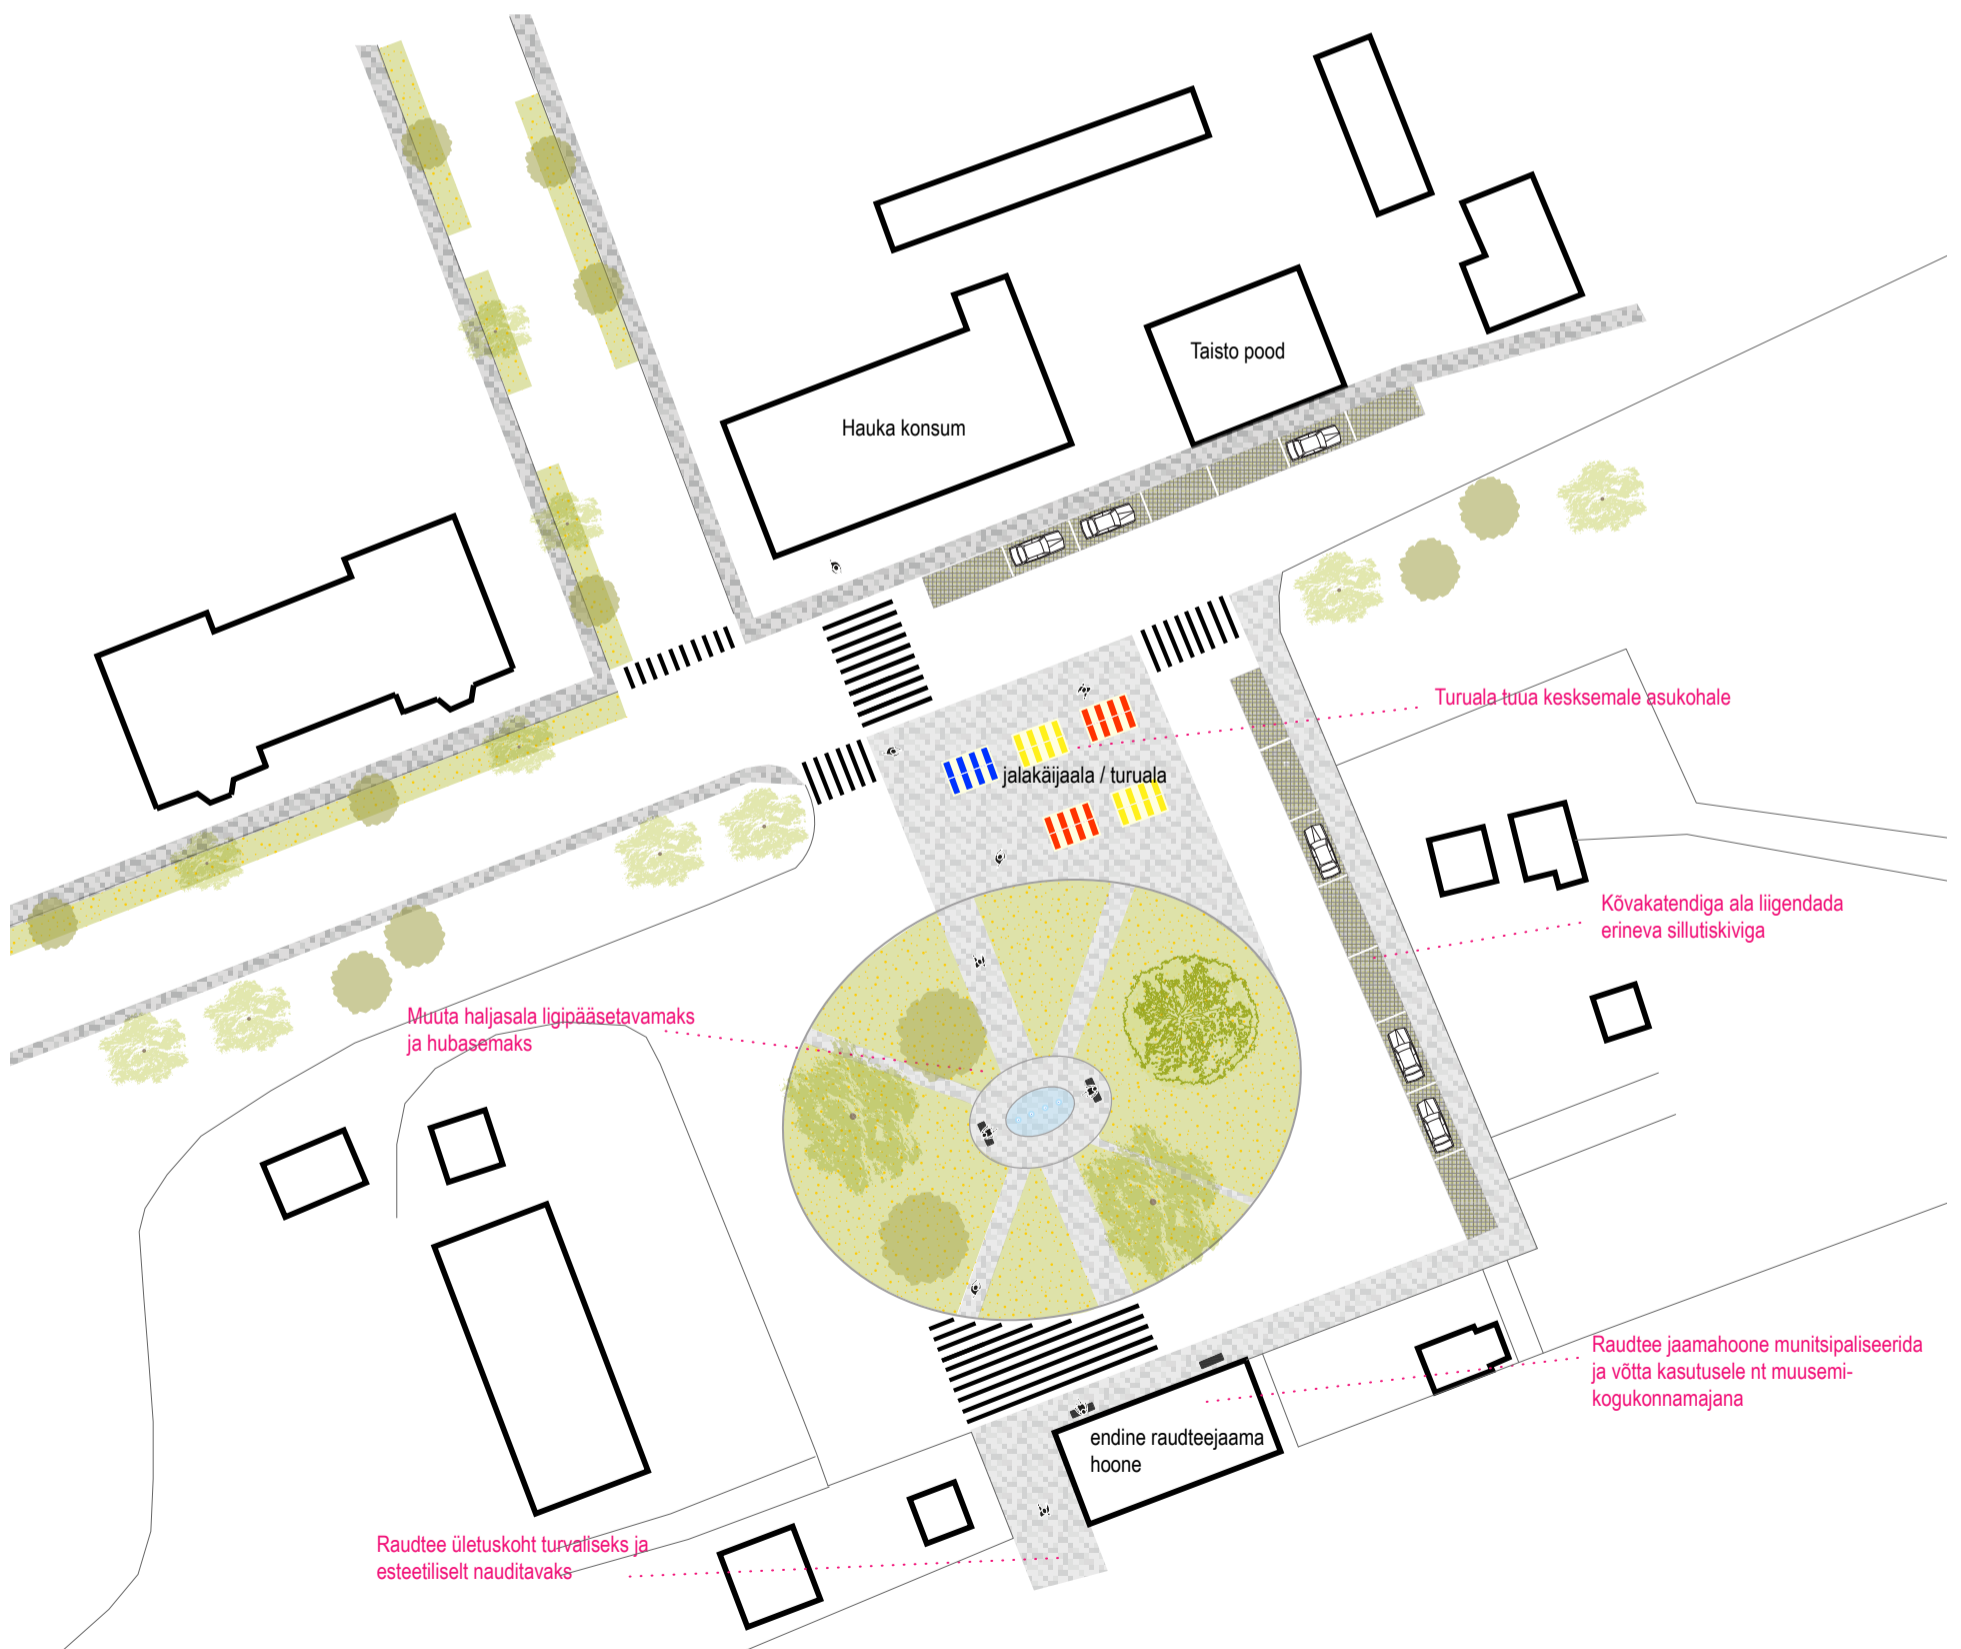 Taisto pood
Hauka konsum
Turuala tuua kesksemale asukohale
jalakäijaala / turuala
Kõvakatendiga ala liigendada
erineva sillutiskiviga
Muuta haljasala ligipääsetavamaks
ja hubasemaks
Raudtee jaamahoone munitsipaliseerida
ja võtta kasutusele nt muusemi-
kogukonnamajana
endine raudteejaama
hoone
Raudtee ületuskoht turvaliseks ja
esteetiliselt nauditavaks